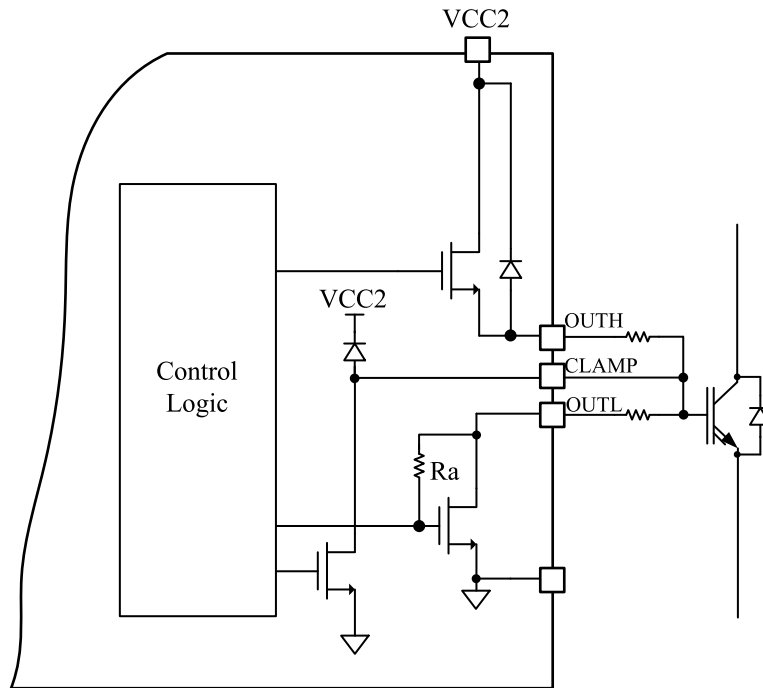 VCC2
VCC2
OUTH
CLAMP
Control
Logic
OUTL
Ra